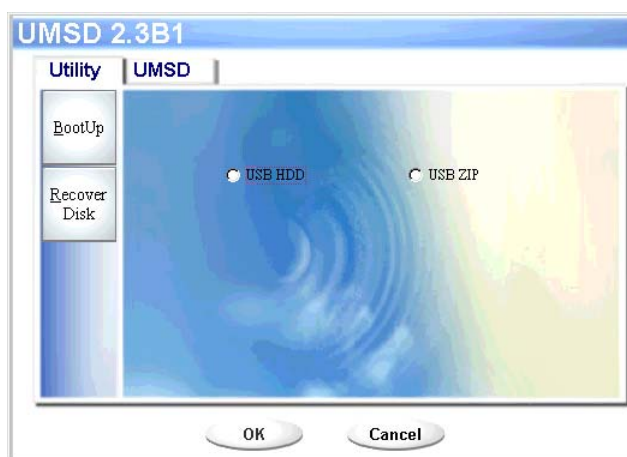 UMSD 2.3B1
Utility UMSD
BootUp
USB HDD USB ZIP
Recover
Disk
OK Cancel